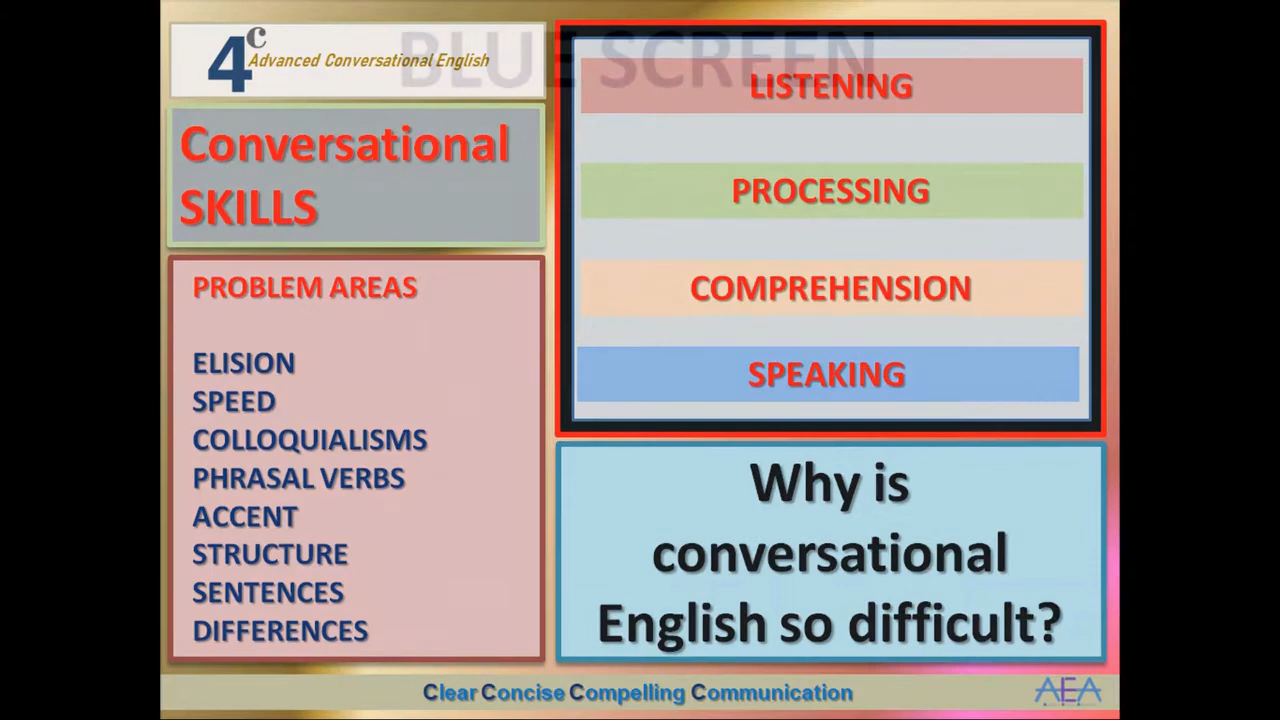 4c
Advanced Conversational English
BLUE SCREEN
Conversational
SKILLS
PROBLEM AREAS
ELISION
SPEED
COLLOQUIALISMS
PHRASAL VERBS
ACCENT
STRUCTURE
SENTENCES
DIFFERENCES
LISTENING
PROCESSING
COMPREHENSION
SPEAKING
Why is
conversational
English so difficult?
Clear Concise Compelling Communication
AEA